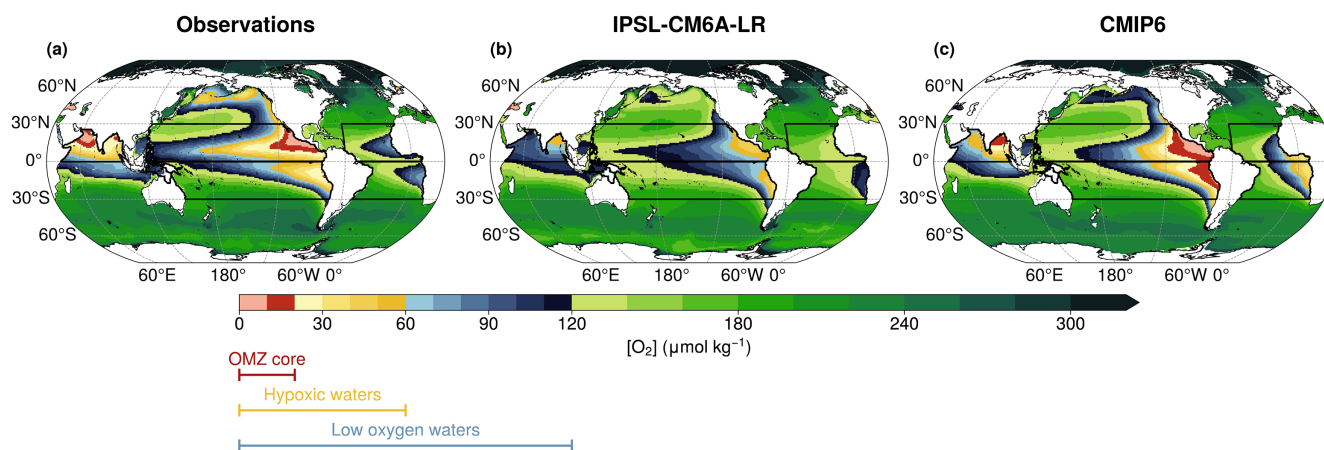 Observations
IPSL-CM6A-LR
CMIP6
(a)
(b)
(c)
60°N
30°N
0°
30°S
60°S
60°N
30°N
0°
30°S
60°S
60°N
30°N
0°
30°S
60°S
60°E 180° 60°W 0°
60°E 180° 60°W 0°
60°E 180° 60°W 0°
0 30 60 90 120 180 240 300
[O₂] (µmol kg⁻¹)
OMZ core
Hypoxic waters
Low oxygen waters